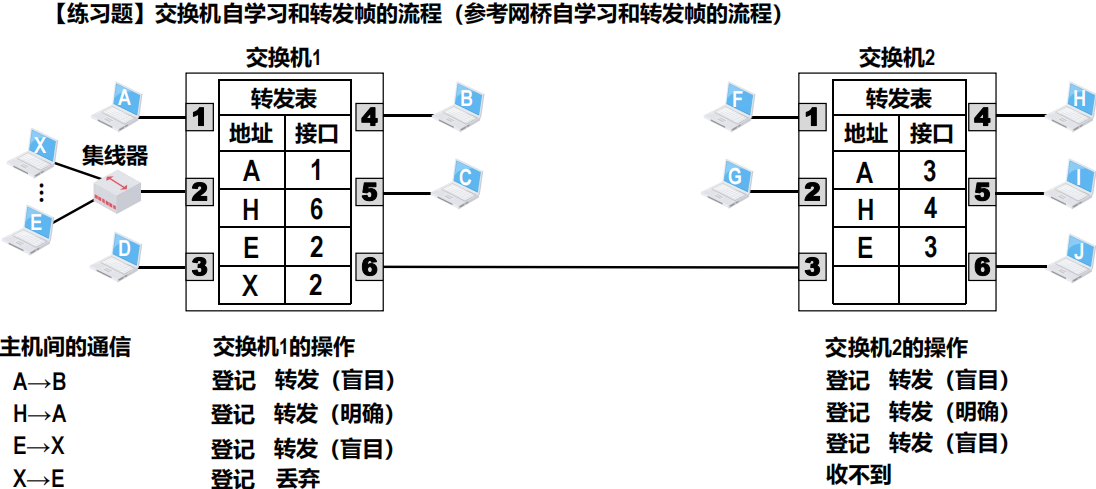 【练习题】交换机自学习和转发帧的流程（参考网桥自学习和转发帧的流程）
交换机1 交换机2
A 1 转发表 4 B F 1 转发表 4 H
地址 接口 地址 接口
X 集线器 A 1 A 3
2 5 C G 2 5 I
⋮ H 6 H 4
E E 2 E 3
D 3 X 2 6 3 6 J
主机间的通信 交换机1的操作 交换机2的操作
A→B 登记 转发（盲目） 登记 转发（盲目）
H→A 登记 转发（明确） 登记 转发（明确）
E→X 登记 转发（盲目） 登记 转发（盲目）
X→E 登记 丢弃 收不到